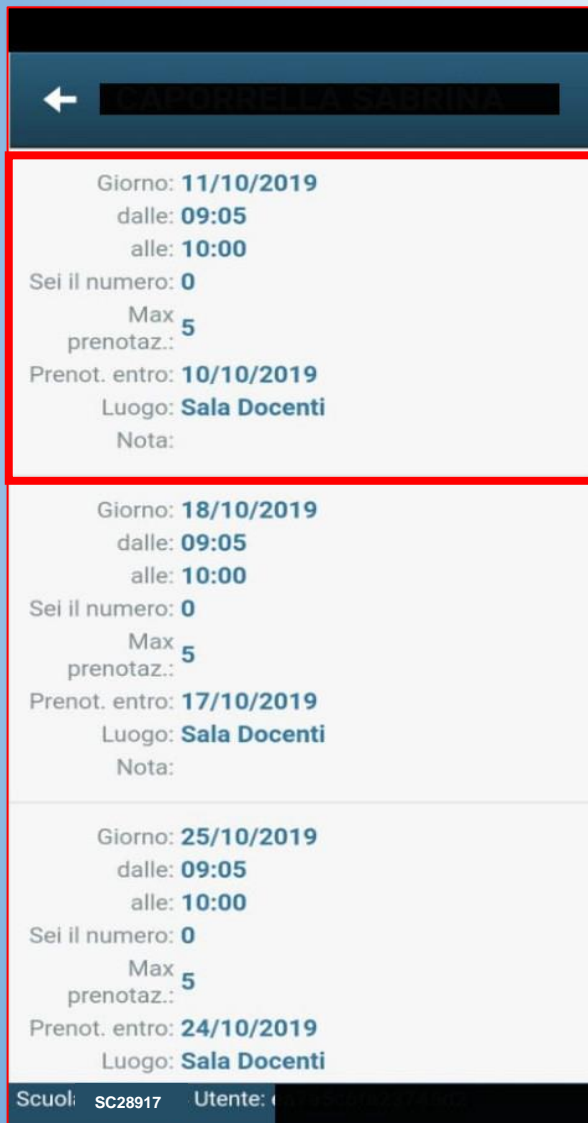 Giorno: 11/10/2019
dalle: 09:05
alle: 10:00
Sei il numero: 0
Max
prenotaz.: 5
Prenot. entro: 10/10/2019
Luogo: Sala Docenti
Nota:
Giorno: 18/10/2019
dalle: 09:05
alle: 10:00
Sei il numero: 0
Max
prenotaz.: 5
Prenot. entro: 17/10/2019
Luogo: Sala Docenti
Nota:
Giorno: 25/10/2019
dalle: 09:05
alle: 10:00
Sei il numero: 0
Max
prenotaz.: 5
Prenot. entro: 24/10/2019
Luogo: Sala Docenti
Scuol SC28917 Utente: